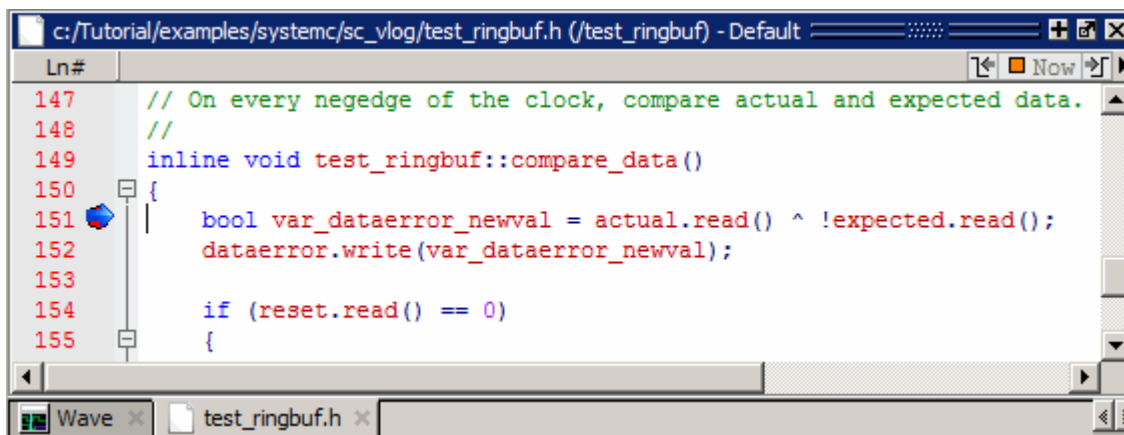 c:/Tutorial/examples/systemc/sc_vlog/test_ringbuf.h (/test_ringbuf) - Default
Ln# Now
147 // On every negedge of the clock, compare actual and expected data.
148 //
149 inline void test_ringbuf::compare_data()
150 {
151 bool var_dataerror_newval = actual.read() ^ !expected.read();
152 dataerror.write(var_dataerror_newval);
153
154 if (reset.read() == 0)
155 {
Wave test_ringbuf.h